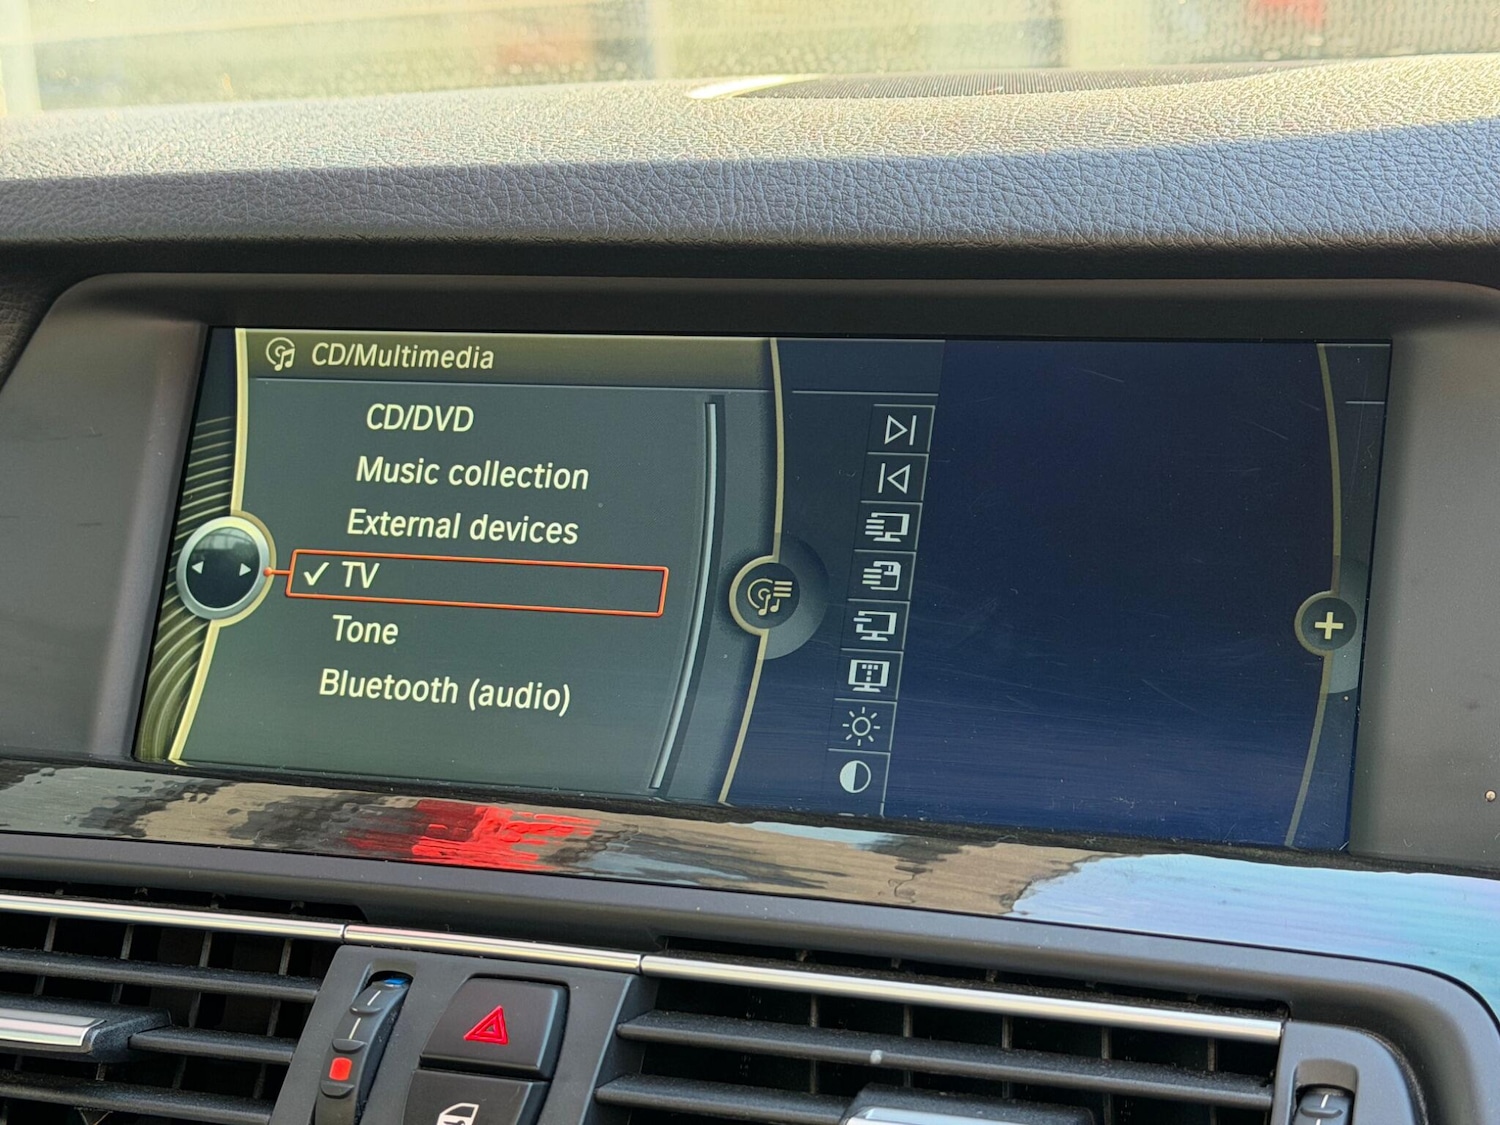 CD/Multimedia
CD/DVD
Music collection
External devices
✓ TV
Tone
Bluetooth (audio)